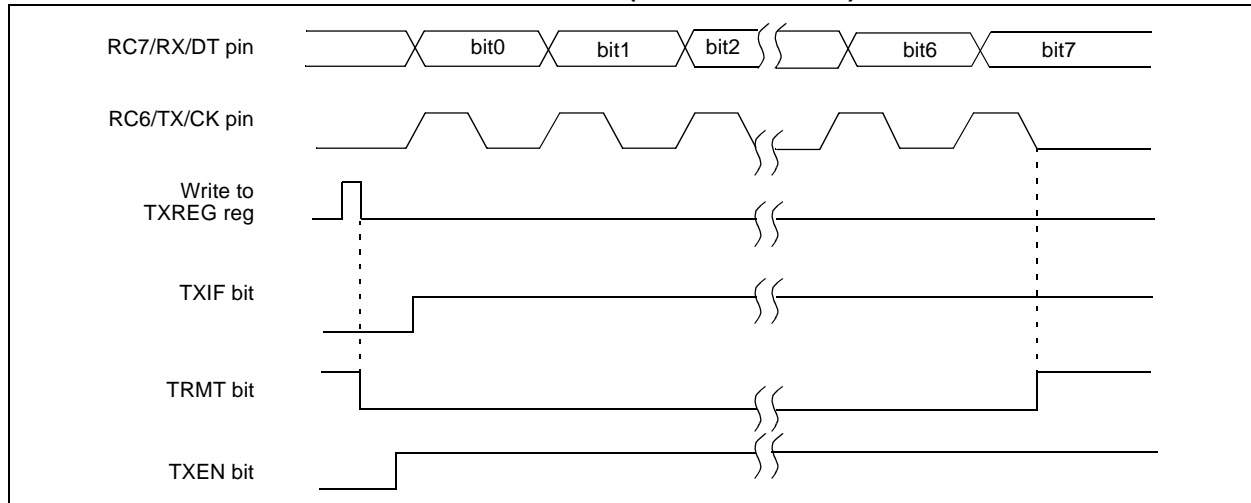 RC7/RX/DT pin
bit0
bit1
bit2
bit6
bit7
RC6/TX/CK pin
Write to
TXREG reg
TXIF bit
TRMT bit
TXEN bit